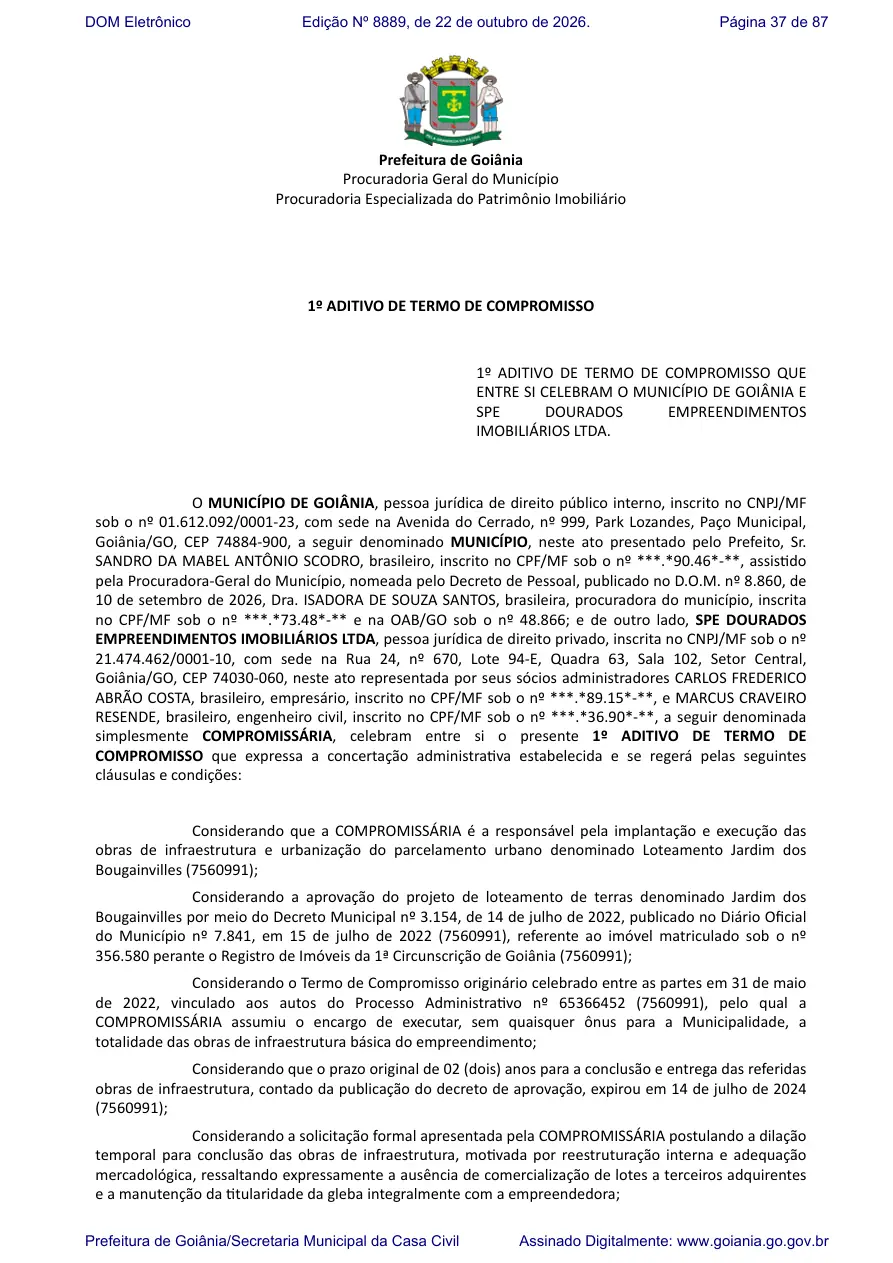 DOM Eletrônico Edição Nº 8889, de 22 de outubro de 2026. Página 37 de 87
PELA GRANDEZA DA PÁTRIA
Prefeitura de Goiânia
Procuradoria Geral do Município
Procuradoria Especializada do Patrimônio Imobiliário
1º ADITIVO DE TERMO DE COMPROMISSO
1º ADITIVO DE TERMO DE COMPROMISSO QUE
ENTRE SI CELEBRAM O MUNICÍPIO DE GOIÂNIA E
SPE DOURADOS EMPREENDIMENTOS
IMOBILIÁRIOS LTDA.
O MUNICÍPIO DE GOIÂNIA, pessoa jurídica de direito público interno, inscrito no CNPJ/MF
sob o nº 01.612.092/0001-23, com sede na Avenida do Cerrado, nº 999, Park Lozandes, Paço Municipal,
Goiânia/GO, CEP 74884-900, a seguir denominado MUNICÍPIO, neste ato presentado pelo Prefeito, Sr.
SANDRO DA MABEL ANTÔNIO SCODRO, brasileiro, inscrito no CPF/MF sob o nº ***.*90.46*-**, assistido
pela Procuradora-Geral do Município, nomeada pelo Decreto de Pessoal, publicado no D.O.M. nº 8.860, de
10 de setembro de 2026, Dra. ISADORA DE SOUZA SANTOS, brasileira, procuradora do município, inscrita
no CPF/MF sob o nº ***.*73.48*-** e na OAB/GO sob o nº 48.866; e de outro lado, SPE DOURADOS
EMPREENDIMENTOS IMOBILIÁRIOS LTDA, pessoa jurídica de direito privado, inscrita no CNPJ/MF sob o nº
21.474.462/0001-10, com sede na Rua 24, nº 670, Lote 94-E, Quadra 63, Sala 102, Setor Central,
Goiânia/GO, CEP 74030-060, neste ato representada por seus sócios administradores CARLOS FREDERICO
ABRÃO COSTA, brasileiro, empresário, inscrito no CPF/MF sob o nº ***.*89.15*-**, e MARCUS CRAVEIRO
RESENDE, brasileiro, engenheiro civil, inscrito no CPF/MF sob o nº ***.*36.90*-**, a seguir denominada
simplesmente COMPROMISSÁRIA, celebram entre si o presente 1º ADITIVO DE TERMO DE
COMPROMISSO que expressa a concertação administrativa estabelecida e se regerá pelas seguintes
cláusulas e condições:
Considerando que a COMPROMISSÁRIA é a responsável pela implantação e execução das
obras de infraestrutura e urbanização do parcelamento urbano denominado Loteamento Jardim dos
Bougainvilles (7560991);
Considerando a aprovação do projeto de loteamento de terras denominado Jardim dos
Bougainvilles por meio do Decreto Municipal nº 3.154, de 14 de julho de 2022, publicado no Diário Oficial
do Município nº 7.841, em 15 de julho de 2022 (7560991), referente ao imóvel matriculado sob o nº
356.580 perante o Registro de Imóveis da 1ª Circunscrição de Goiânia (7560991);
Considerando o Termo de Compromisso originário celebrado entre as partes em 31 de maio
de 2022, vinculado aos autos do Processo Administrativo nº 65366452 (7560991), pelo qual a
COMPROMISSÁRIA assumiu o encargo de executar, sem quaisquer ônus para a Municipalidade, a
totalidade das obras de infraestrutura básica do empreendimento;
Considerando que o prazo original de 02 (dois) anos para a conclusão e entrega das referidas
obras de infraestrutura, contado da publicação do decreto de aprovação, expirou em 14 de julho de 2024
(7560991);
Considerando a solicitação formal apresentada pela COMPROMISSÁRIA postulando a dilação
temporal para conclusão das obras de infraestrutura, motivada por reestruturação interna e adequação
mercadológica, ressaltando expressamente a ausência de comercialização de lotes a terceiros adquirentes
e a manutenção da titularidade da gleba integralmente com a empreendedora;
Prefeitura de Goiânia/Secretaria Municipal da Casa Civil Assinado Digitalmente: www.goiania.go.gov.br